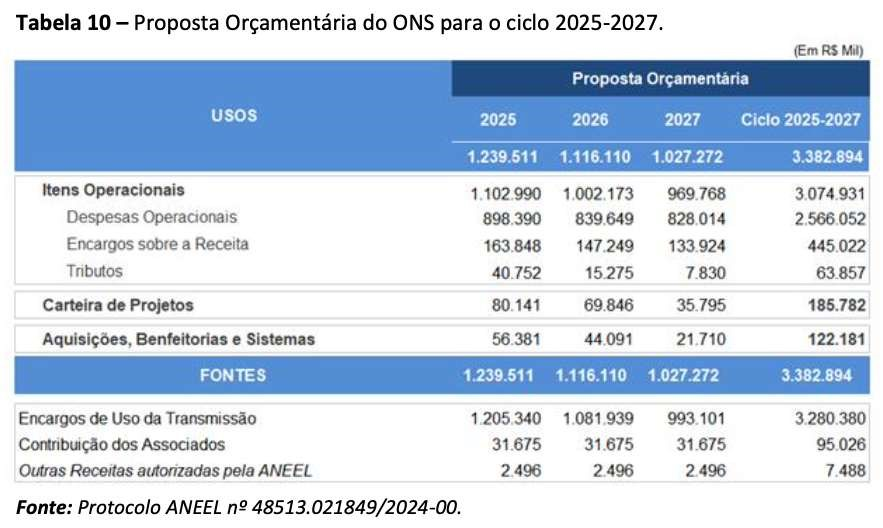 Tabela 10 – Proposta Orçamentária do ONS para o ciclo 2025-2027.
(Em R$ Mil)
USOS
Proposta Orçamentária
2025 2026 2027 Ciclo 2025-2027
1.239.511 1.116.110 1.027.272 3.382.894
Itens Operacionais 1.102.990 1.002.173 969.768 3.074.931
Despesas Operacionais 898.390 839.649 828.014 2.566.052
Encargos sobre a Receita 163.848 147.249 133.924 445.022
Tributos 40.752 15.275 7.830 63.857
Carteira de Projetos 80.141 69.846 35.795 185.782
Aquisições, Benfeitorias e Sistemas 56.381 44.091 21.710 122.181
FONTES 1.239.511 1.116.110 1.027.272 3.382.894
Encargos de Uso da Transmissão 1.205.340 1.081.939 993.101 3.280.380
Contribuição dos Associados 31.675 31.675 31.675 95.026
Outras Receitas autorizadas pela ANEEL 2.496 2.496 2.496 7.488
Fonte: Protocolo ANEEL nº 48513.021849/2024-00.